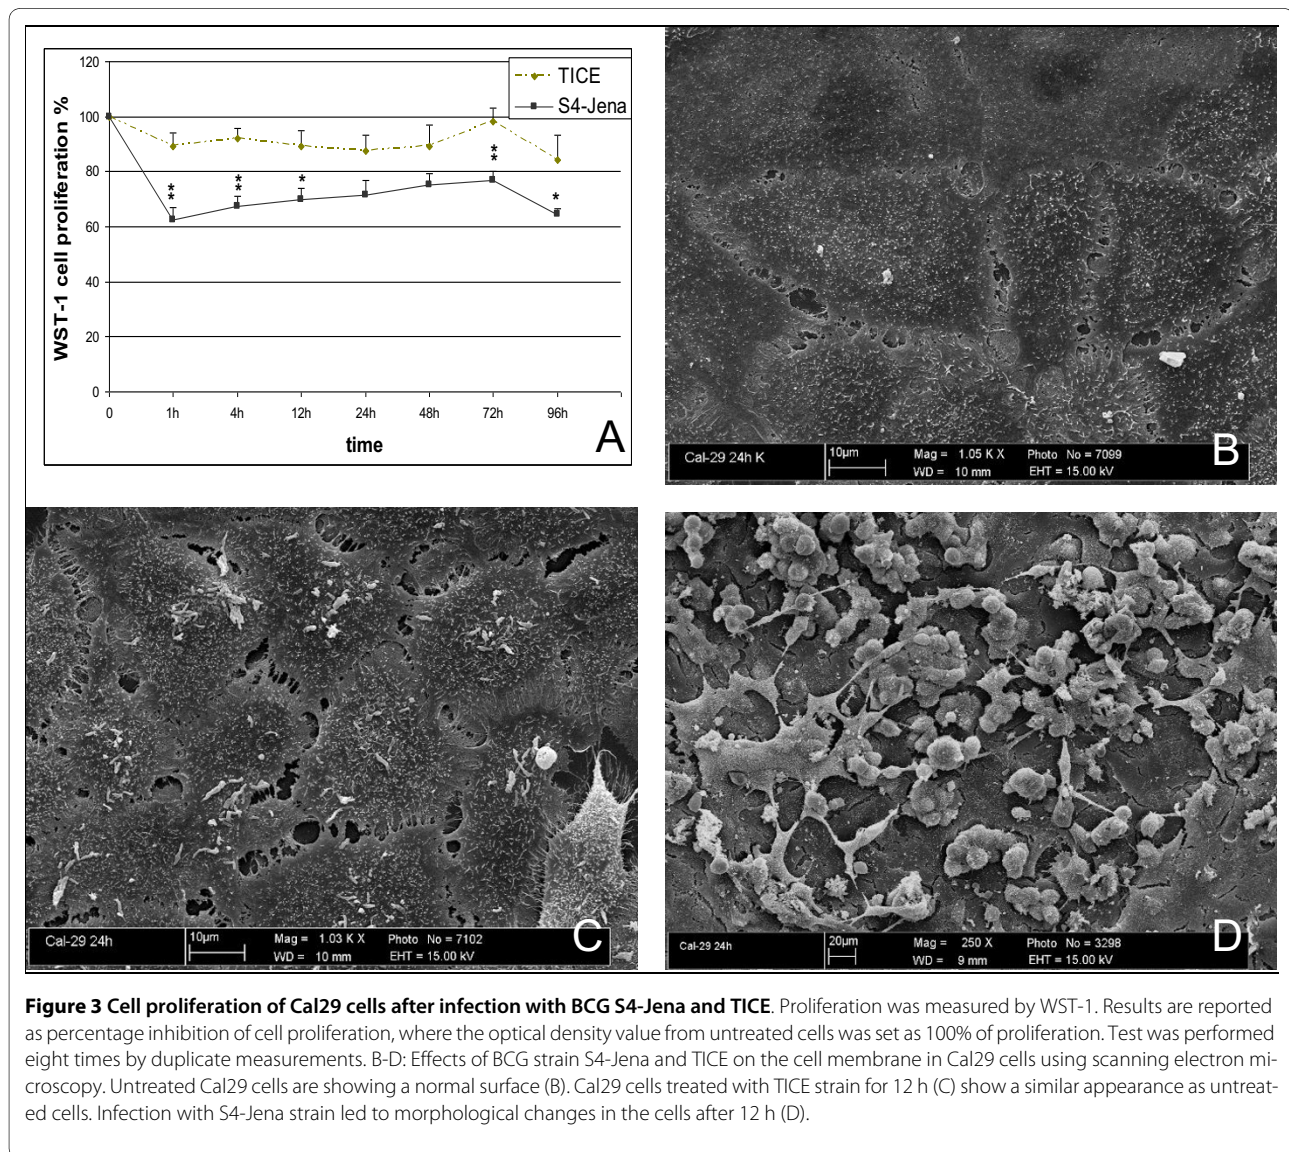 120
100
80
60
40
20
0
WST-1 cell proliferation %
TICE
S4-Jena
** ** * ** *
0 1h 4h 12h 24h 48h 72h 96h
time
A
Cal-29 24h K
10µm
Mag = 1.05 K X Photo No = 7099
WD = 10 mm EHT = 15.00 kV
B
Cal-29 24h
10µm
Mag = 1.03 K X Photo No = 7102
WD = 10 mm EHT = 15.00 kV
C
Cal-29 24h
20µm
Mag = 250 X Photo No = 3298
WD = 9 mm EHT = 15.00 kV
D
Figure 3 Cell proliferation of Cal29 cells after infection with BCG S4-Jena and TICE. Proliferation was measured by WST-1. Results are reported
as percentage inhibition of cell proliferation, where the optical density value from untreated cells was set as 100% of proliferation. Test was performed
eight times by duplicate measurements. B-D: Effects of BCG strain S4-Jena and TICE on the cell membrane in Cal29 cells using scanning electron mi-
croscopy. Untreated Cal29 cells are showing a normal surface (B). Cal29 cells treated with TICE strain for 12 h (C) show a similar appearance as untreat-
ed cells. Infection with S4-Jena strain led to morphological changes in the cells after 12 h (D).